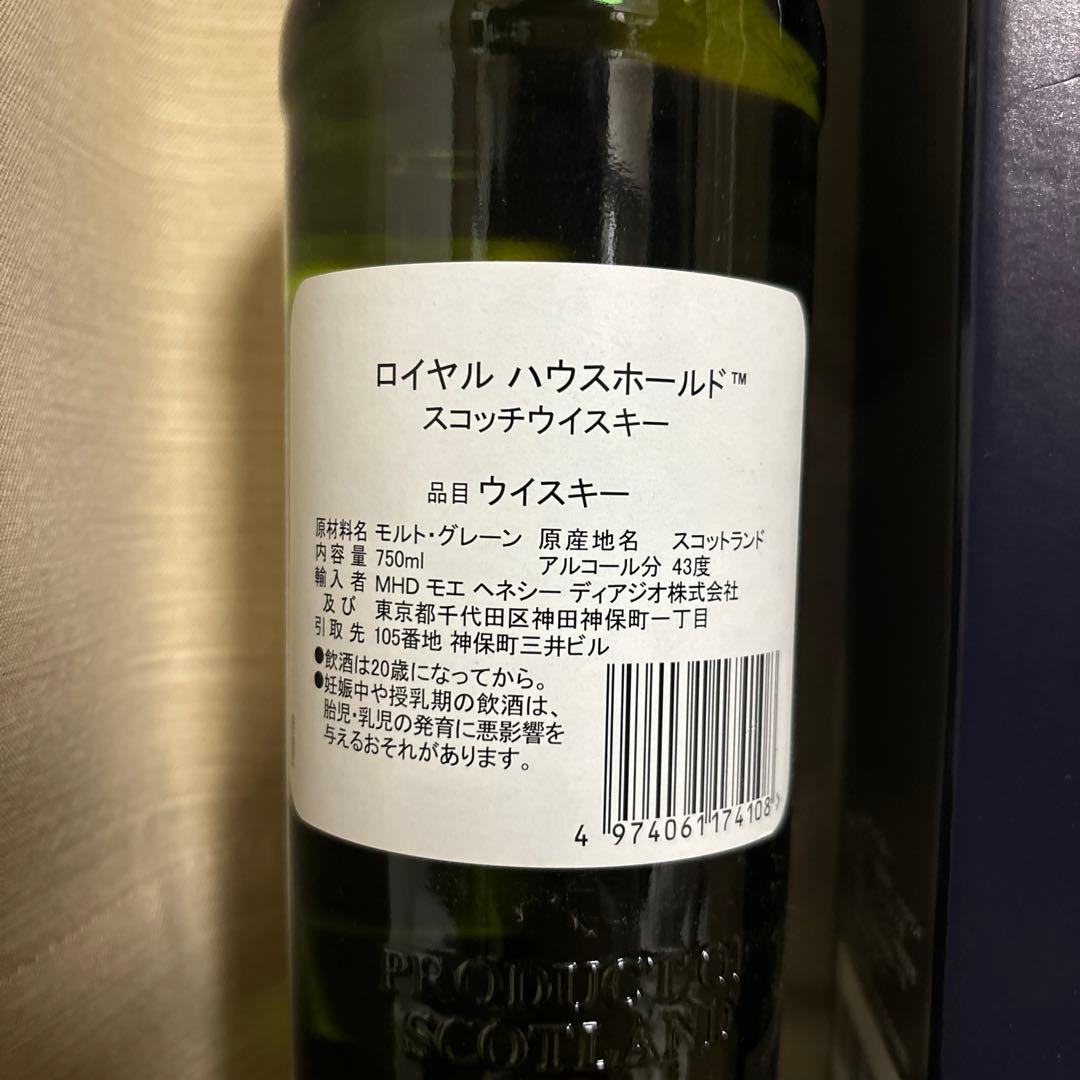 ロイヤル ハウスホールド™
スコッチウイスキー
品目 ウイスキー
原材料名 モルト・グレーン 原産地名 スコットランド
内容量 750ml アルコール分 43度
輸入者 MHD モエ ヘネシー ディアジオ株式会社
及び 東京都千代田区神田神保町一丁目
引取先 105番地 神保町三井ビル
●飲酒は20歳になってから。
●妊娠中や授乳期の飲酒は、
胎児・乳児の発育に悪影響を
与えるおそれがあります。
4 974061174108 >
PRODUCT OF
SCOTLAND